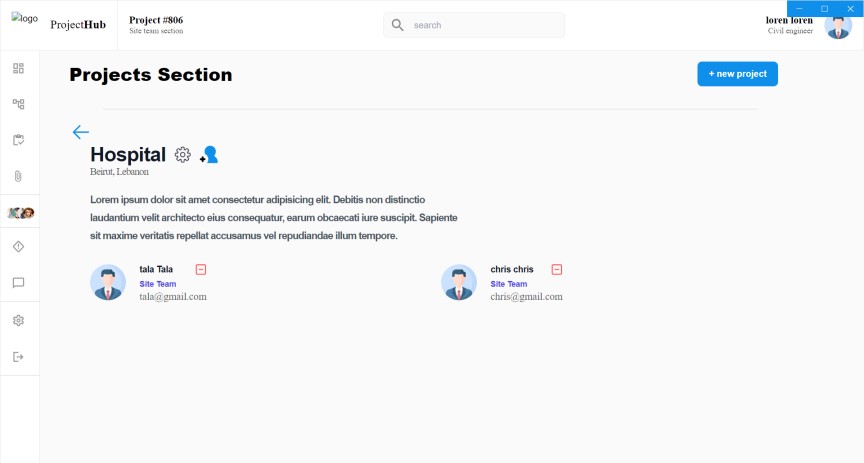 logo
ProjectHub
Project #806
Site team section
search
loren loren
Civil engineer
Projects Section
+ new project
Hospital
Beirut, Lebanon
Lorem ipsum dolor sit amet consectetur adipisicing elit. Debitis non distinctio
laudantium velit architecto eius consequatur, earum obcaecati iure suscipit. Sapiente
sit maxime veritatis repellat accusamus vel repudiandae illum tempore.
tala Tala
Site Team
tala@gmail.com
chris chris
Site Team
chris@gmail.com